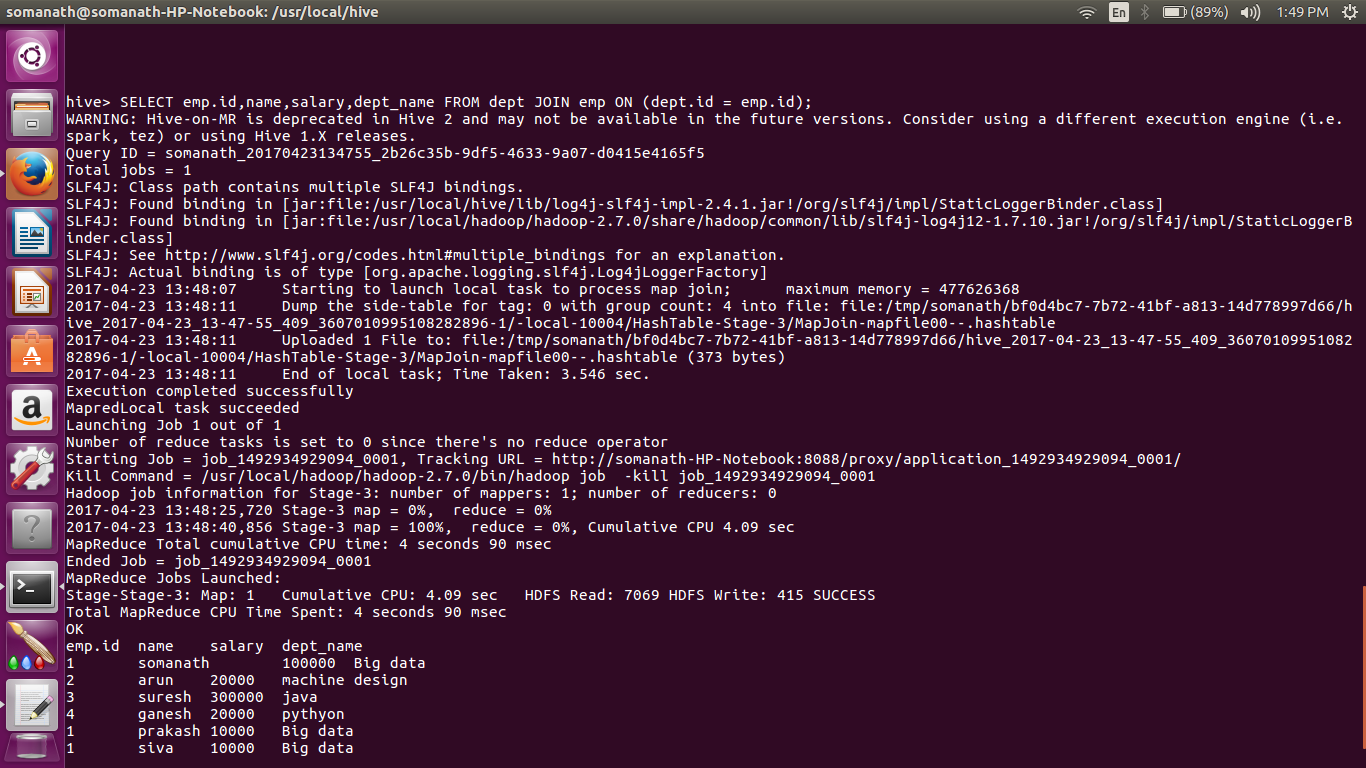 somanath@somanath-HP-Notebook: /usr/local/hive
En
(89%)
1:49 PM
hive> SELECT emp.id,name,salary,dept_name FROM dept JOIN emp ON (dept.id = emp.id);
WARNING: Hive-on-MR is deprecated in Hive 2 and may not be available in the future versions. Consider using a different execution engine (i.e.
spark, tez) or using Hive 1.X releases.
Query ID = somanath_20170423134755_2b26c35b-9df5-4633-9a07-d0415e4165f5
Total jobs = 1
SLF4J: Class path contains multiple SLF4J bindings.
SLF4J: Found binding in [jar:file:/usr/local/hive/lib/log4j-slf4j-impl-2.4.1.jar!/org/slf4j/impl/StaticLoggerBinder.class]
SLF4J: Found binding in [jar:file:/usr/local/hadoop/hadoop-2.7.0/share/hadoop/common/lib/slf4j-log4j12-1.7.10.jar!/org/slf4j/impl/StaticLoggerB
inder.class]
SLF4J: See http://www.slf4j.org/codes.html#multiple_bindings for an explanation.
SLF4J: Actual binding is of type [org.apache.logging.slf4j.Log4jLoggerFactory]
2017-04-23 13:48:07     Starting to launch local task to process map join;      maximum memory = 477626368
2017-04-23 13:48:11     Dump the side-table for tag: 0 with group count: 4 into file: file:/tmp/somanath/bf0d4bc7-7b72-41bf-a813-14d778997d66/h
ive_2017-04-23_13-47-55_409_3607010995108282896-1/-local-10004/HashTable-Stage-3/MapJoin-mapfile00--.hashtable
2017-04-23 13:48:11     Uploaded 1 File to: file:/tmp/somanath/bf0d4bc7-7b72-41bf-a813-14d778997d66/hive_2017-04-23_13-47-55_409_36070109951082
82896-1/-local-10004/HashTable-Stage-3/MapJoin-mapfile00--.hashtable (373 bytes)
2017-04-23 13:48:11     End of local task; Time Taken: 3.546 sec.
Execution completed successfully
MapredLocal task succeeded
Launching Job 1 out of 1
Number of reduce tasks is set to 0 since there's no reduce operator
Starting Job = job_1492934929094_0001, Tracking URL = http://somanath-HP-Notebook:8088/proxy/application_1492934929094_0001/
Kill Command = /usr/local/hadoop/hadoop-2.7.0/bin/hadoop job  -kill job_1492934929094_0001
Hadoop job information for Stage-3: number of mappers: 1; number of reducers: 0
2017-04-23 13:48:25,720 Stage-3 map = 0%,  reduce = 0%
2017-04-23 13:48:40,856 Stage-3 map = 100%,  reduce = 0%, Cumulative CPU 4.09 sec
MapReduce Total cumulative CPU time: 4 seconds 90 msec
Ended Job = job_1492934929094_0001
MapReduce Jobs Launched:
Stage-Stage-3: Map: 1   Cumulative CPU: 4.09 sec   HDFS Read: 7069 HDFS Write: 415 SUCCESS
Total MapReduce CPU Time Spent: 4 seconds 90 msec
OK
emp.id  name    salary  dept_name
1       somanath        100000  Big data
2       arun    20000   machine design
3       suresh  300000  java
4       ganesh  20000   pythyon
1       prakash 10000   Big data
1       siva    10000   Big data